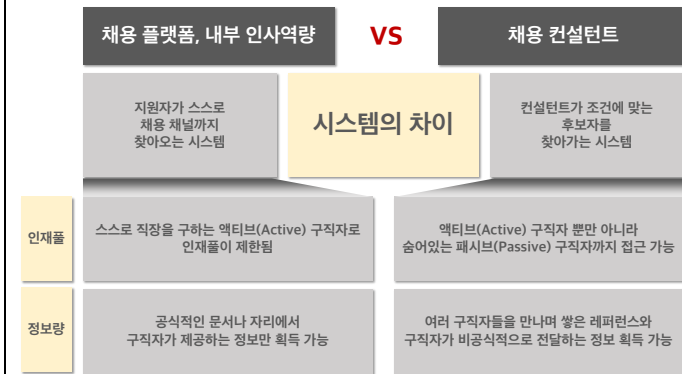 채용 플랫폼, 내부 인사역량
VS
채용 컨설턴트
지원자가 스스로
채용 채널까지
찾아오는 시스템
시스템의 차이
컨설턴트가 조건에 맞는
후보자를
찾아가는 시스템
인재풀
스스로 직장을 구하는 액티브(Active) 구직자로
인재풀이 제한됨
액티브(Active) 구직자 뿐만 아니라
숨어있는 패시브(Passive) 구직자까지 접근 가능
정보량
공식적인 문서나 자리에서
구직자가 제공하는 정보만 획득 가능
여러 구직자들을 만나며 쌓은 레퍼런스와
구직자가 비공식적으로 전달하는 정보 획득 가능